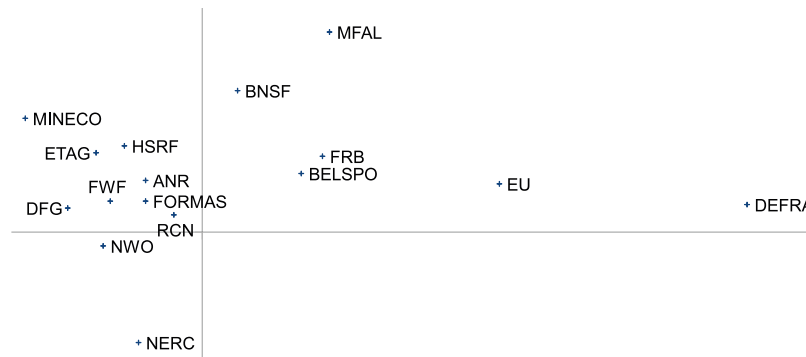 MFAL
BNSF
MINECO
HSRF
ETAG
FRB
BELSPO
ANR
EU
FWF
FORMAS
DEFRA
DFG
RCN
NWO
NERC